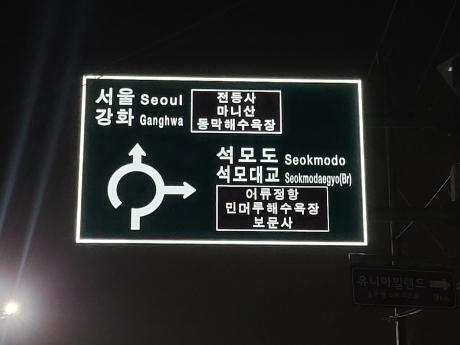 서울 Seoul
강화 Ganghwa
전등사
마니산
동막해수욕장
석모도 Seokmodo
석모대교 Seokmodaegyo(Br)
어류정항
민머루해수욕장
보문사
유니아일랜드